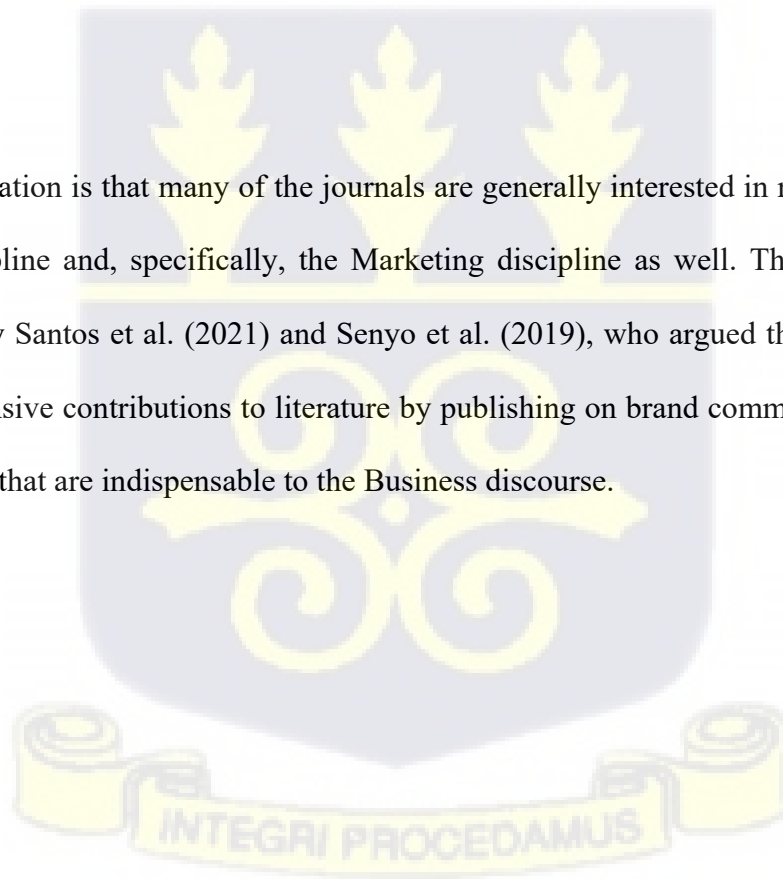 ation is that many of the journals are generally interested in
pline and, specifically, the Marketing discipline as well. Th
y Santos et al. (2021) and Senyo et al. (2019), who argued th
sive contributions to literature by publishing on brand comm
that are indispensable to the Business discourse.
INTEGRI PROCEDAMUS